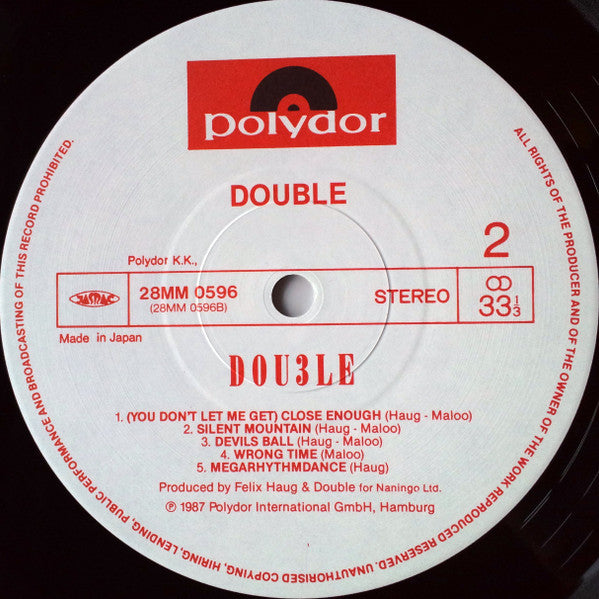 polydor
DOUBLE
2
Polydor K.K.,
JASRAC
28MM 0596
(28MM 0596B)
STEREO
33 1/3
Made in Japan
DOU3LE
1. (YOU DON'T LET ME GET) CLOSE ENOUGH (Haug - Maloo)
2. SILENT MOUNTAIN (Haug - Maloo)
3. DEVILS BALL (Haug - Maloo)
4. WRONG TIME (Maloo)
5. MEGARHYTHMDANCE (Haug)
Produced by Felix Haug & Double for Naningo Ltd.
℗ 1987 Polydor International GmbH, Hamburg
ALL RIGHTS OF THE PRODUCER AND OF THE OWNER OF THE WORK REPRODUCED RESERVED. UNAUTHORISED COPYING, HIRING, LENDING, PUBLIC PERFORMANCE AND BROADCASTING OF THIS RECORD PROHIBITED.